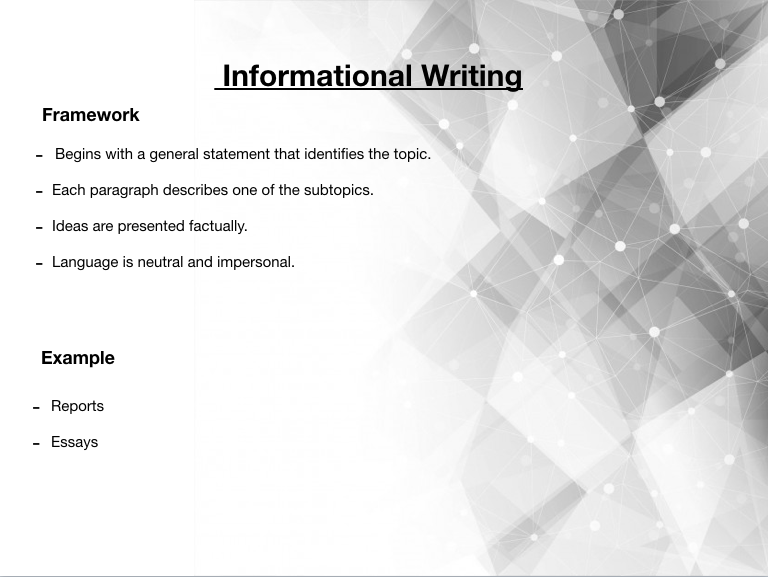 Informational Writing
Framework
– Begins with a general statement that identifies the topic.
– Each paragraph describes one of the subtopics.
– Ideas are presented factually.
– Language is neutral and impersonal.
Example
– Reports
– Essays